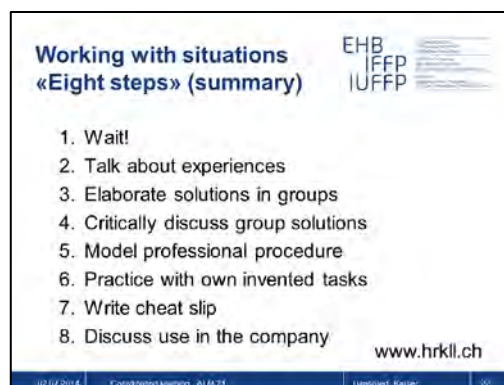 Working with situations
«Eight steps» (summary)
EHB
IFFP
IUFFP
1. Wait!
2. Talk about experiences
3. Elaborate solutions in groups
4. Critically discuss group solutions
5. Model professional procedure
6. Practice with own invented tasks
7. Write cheat slip
8. Discuss use in the company
www.hrkll.ch